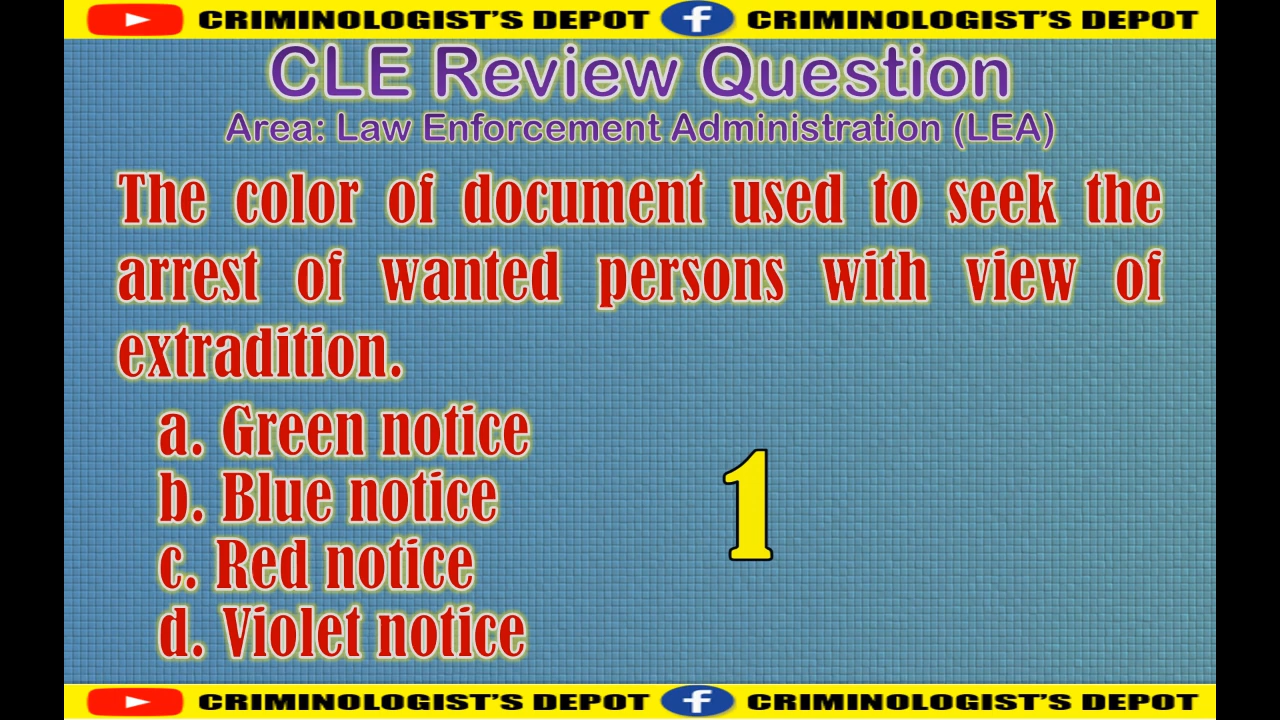 CRIMINOLOGIST'S DEPOT f CRIMINOLOGIST'S DEPOT
CLE Review Question
Area: Law Enforcement Administration (LEA)
The color of document used to seek the
arrest of wanted persons with view of
extradition.
a. Green notice
b. Blue notice
1
c. Red notice
d. Violet notice
CRIMINOLOGIST'S DEPOT f CRIMINOLOGIST'S DEPOT